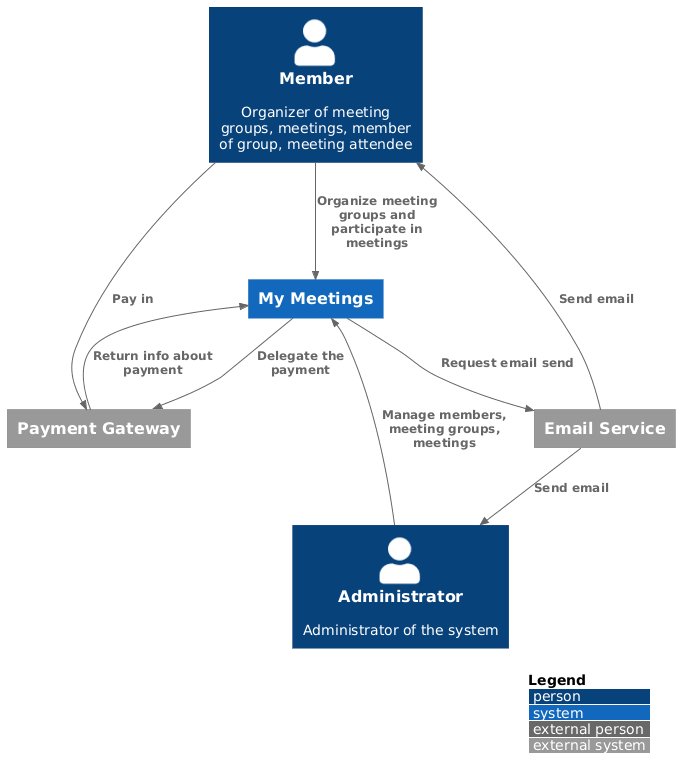 Member
Organizer of meeting
groups, meetings, member
of group, meeting attendee
Organize meeting
groups and
participate in
meetings
Pay in
Send email
My Meetings
Return info about
payment
Delegate the
payment
Request email send
Manage members,
meeting groups,
meetings
Payment Gateway
Email Service
Send email
Administrator
Administrator of the system
Legend
person
system
external person
external system